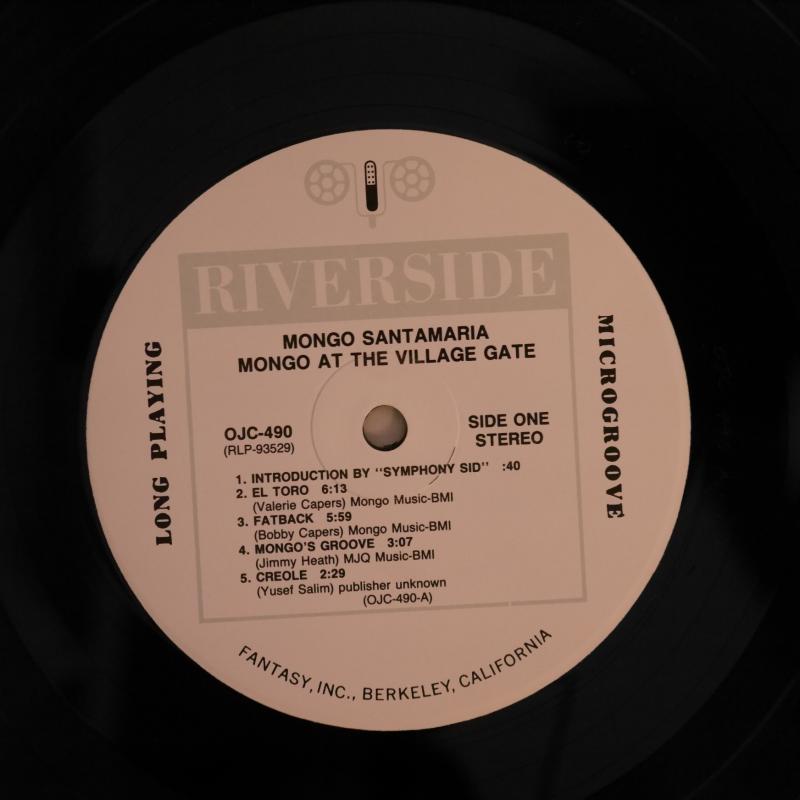 RIVERSIDE
MONGO SANTAMARIA
MONGO AT THE VILLAGE GATE
LONG PLAYING
MICROGROOVE
OJC-490
(RLP-93529)
SIDE ONE
STEREO
1. INTRODUCTION BY "SYMPHONY SID" :40
2. EL TORO 6:13
(Valerie Capers) Mongo Music-BMI
3. FATBACK 5:59
(Bobby Capers) Mongo Music-BMI
4. MONGO'S GROOVE 3:07
(Jimmy Heath) MJQ Music-BMI
5. CREOLE 2:29
(Yusef Salim) publisher unknown
(OJC-490-A)
FANTASY, INC., BERKELEY, CALIFORNIA